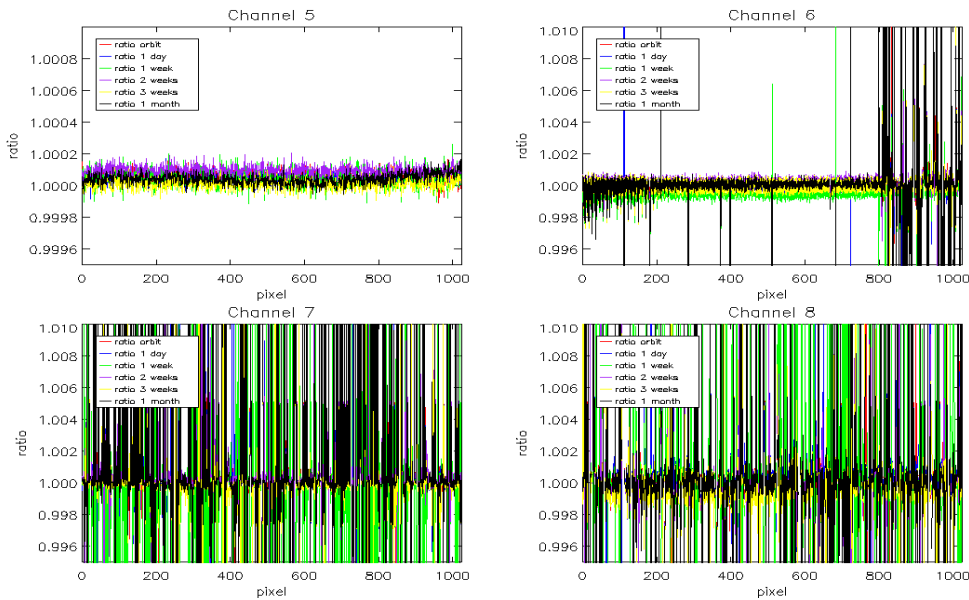 Channel 5
1.0008
1.0006
1.0004
1.0002
1.0000
0.9998
0.9996
ratio
ratio orbit
ratio 1 day
ratio 1 week
ratio 2 weeks
ratio 3 weeks
ratio 1 month
0 200 400 600 800 1000
pixel
Channel 6
1.010
1.008
1.006
1.004
1.002
1.000
0.998
0.996
ratio
ratio orbit
ratio 1 day
ratio 1 week
ratio 2 weeks
ratio 3 weeks
ratio 1 month
0 200 400 600 800 1000
pixel
Channel 7
1.010
1.008
1.006
1.004
1.002
1.000
0.998
0.996
ratio
ratio orbit
ratio 1 day
ratio 1 week
ratio 2 weeks
ratio 3 weeks
ratio 1 month
0 200 400 600 800 1000
pixel
Channel 8
1.010
1.008
1.006
1.004
1.002
1.000
0.998
0.996
ratio
ratio orbit
ratio 1 day
ratio 1 week
ratio 2 weeks
ratio 3 weeks
ratio 1 month
0 200 400 600 800 1000
pixel